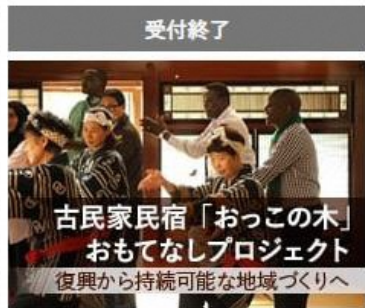 受付終了
古民家民宿「おっこの木」
おもてなしプロジェクト
復興から持続可能な地域づくりへ